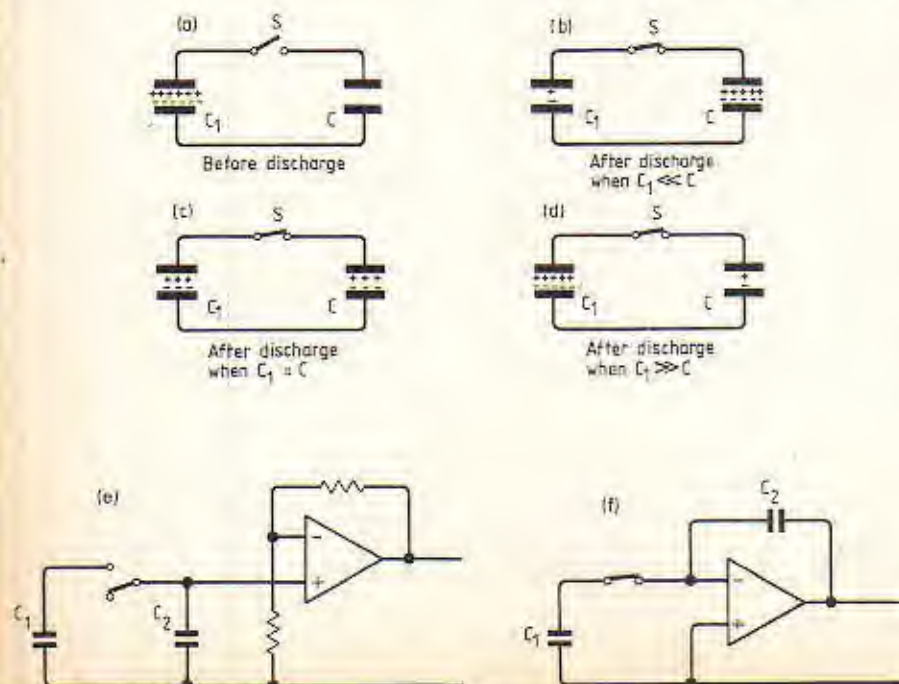 (a)
S
C₁
C
Before discharge
(b)
S
C₁
C
After discharge
when C₁ ≪ C
(c)
S
C₁
C
After discharge
when C₁ = C
(d)
S
C₁
C
After discharge
when C₁ ≫ C
(e)
C₁
C₂
−
+
(f)
C₁
C₂
−
+